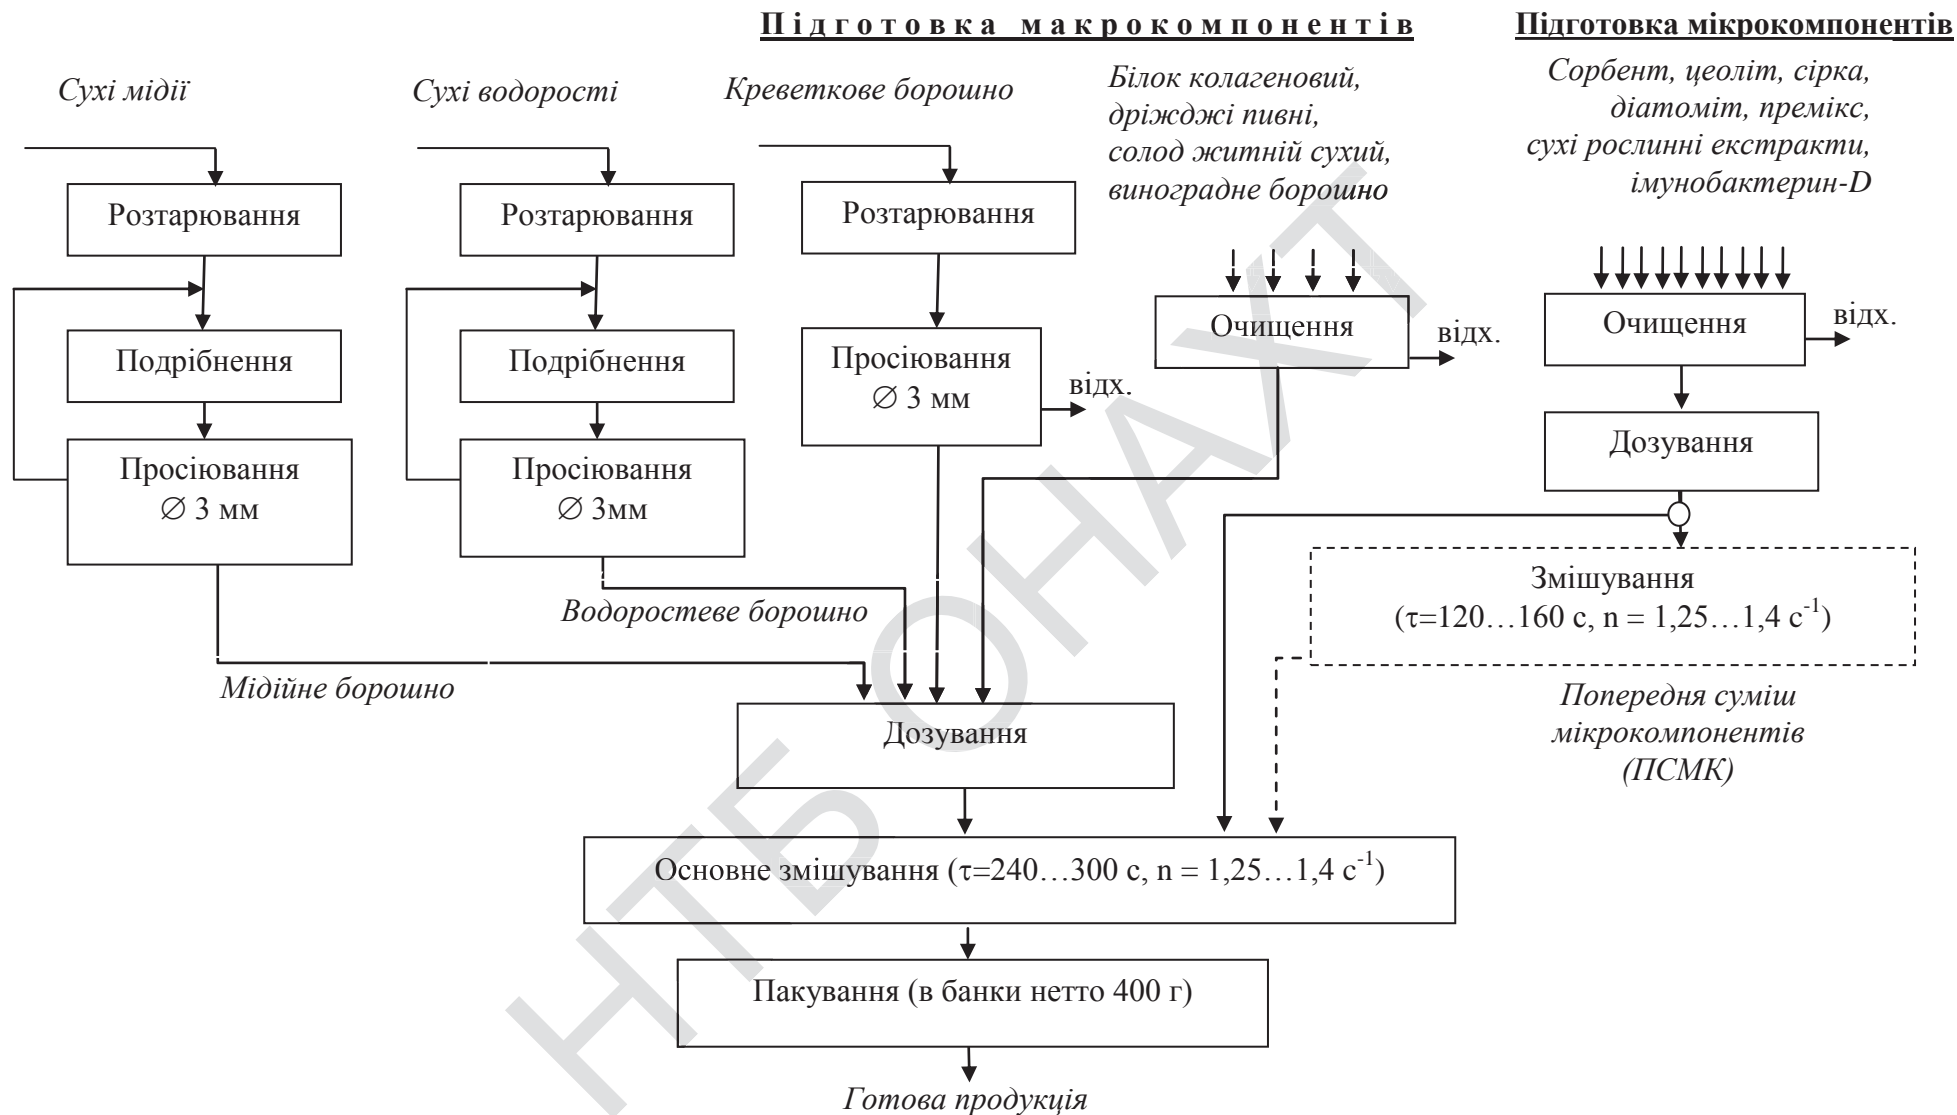 Підготовка макрокомпонентів
Підготовка мікрокомпонентів
Сухі мідії
Сухі водорості
Креветкове борошно
Білок колагеновий,
дріжджі пивні,
солод житній сухий,
виноградне борошно
Сорбент, цеоліт, сірка,
діатоміт, премікс,
сухі рослинні екстракти,
імунобактерин-D
Розтарювання
Розтарювання
Розтарювання
Подрібнення
Подрібнення
Просіювання
∅ 3 мм
відх.
Очищення
відх.
Очищення
відх.
Просіювання
∅ 3 мм
Просіювання
∅ 3мм
Дозування
Змішування
(τ=120…160 с, n = 1,25…1,4 с⁻¹)
Водоростеве борошно
Мідійне борошно
Попередня суміш
мікрокомпонентів
(ПСМК)
Дозування
Основне змішування (τ=240…300 с, n = 1,25…1,4 с⁻¹)
Пакування (в банки нетто 400 г)
Готова продукція
НТБ ОНАХТ